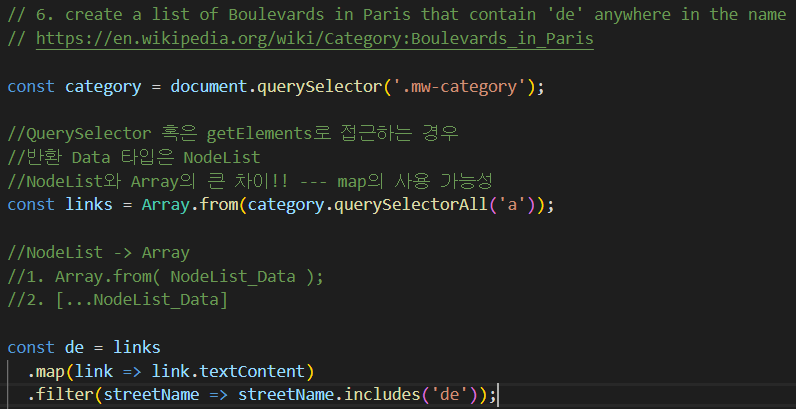 // 6. create a list of Boulevards in Paris that contain 'de' anywhere in the name
// https://en.wikipedia.org/wiki/Category:Boulevards_in_Paris
const category = document.querySelector('.mw-category');
//QuerySelector 혹은 getElements로 접근하는 경우
//반환 Data 타입은 NodeList
//NodeList와 Array의 큰 차이!! --- map의 사용 가능성
const links = Array.from(category.querySelectorAll('a'));
//NodeList -> Array
//1. Array.from( NodeList_Data );
//2. [...NodeList_Data]
const de = links
.map(link => link.textContent)
.filter(streetName => streetName.includes('de'));